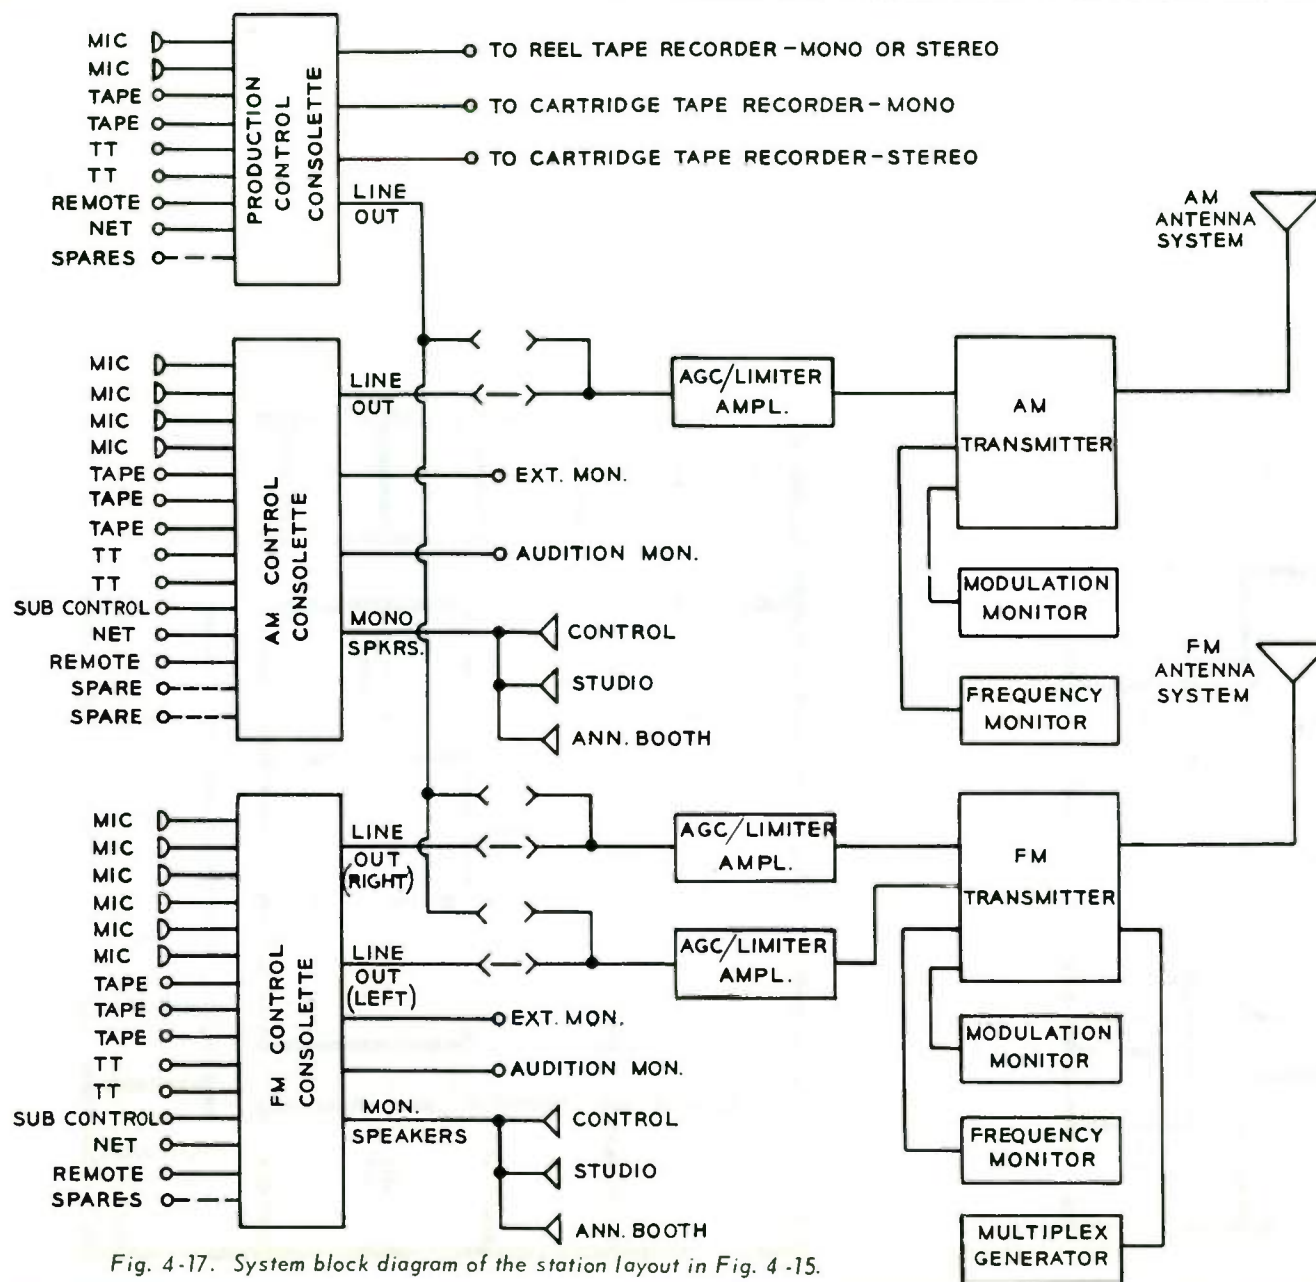 MIC
MIC
TAPE
TAPE
TT
TT
REMOTE
NET
SPARES
PRODUCTION
CONTROL
CONSOLETTE
TO REEL TAPE RECORDER-MONO OR STEREO
TO CARTRIDGE TAPE RECORDER-MONO
TO CARTRIDGE TAPE RECORDER-STEREO
LINE
OUT
AM
ANTENNA
SYSTEM
MIC
MIC
MIC
MIC
TAPE
TAPE
TAPE
TT
TT
SUB CONTROL
NET
REMOTE
SPARE
SPARE
AM CONTROL
CONSOLETTE
LINE
OUT
EXT. MON.
AUDITION MON.
MONO
SPKRS.
CONTROL
STUDIO
ANN. BOOTH
AGC/LIMITER
AMPL.
AM
TRANSMITTER
MODULATION
MONITOR
FREQUENCY
MONITOR
FM
ANTENNA
SYSTEM
MIC
MIC
MIC
MIC
MIC
MIC
TAPE
TAPE
TAPE
TT
TT
SUB CONTROL
NET
REMOTE
SPARES
FM CONTROL
CONSOLETTE
LINE
OUT
(RIGHT)
LINE
OUT
(LEFT)
EXT. MON.
AUDITION MON.
MON.
SPEAKERS
CONTROL
STUDIO
ANN. BOOTH
AGC/LIMITER
AMPL.
AGC/LIMITER
AMPL.
FM
TRANSMITTER
MODULATION
MONITOR
FREQUENCY
MONITOR
MULTIPLEX
GENERATOR
Fig. 4-17. System block diagram of the station layout in Fig. 4-15.